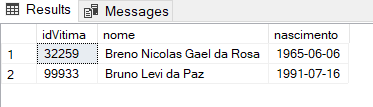 Results Messages
idVitima nome nascimento
1 32259 Breno Nicolas Gael da Rosa 1965-06-06
2 99933 Bruno Levi da Paz 1991-07-16